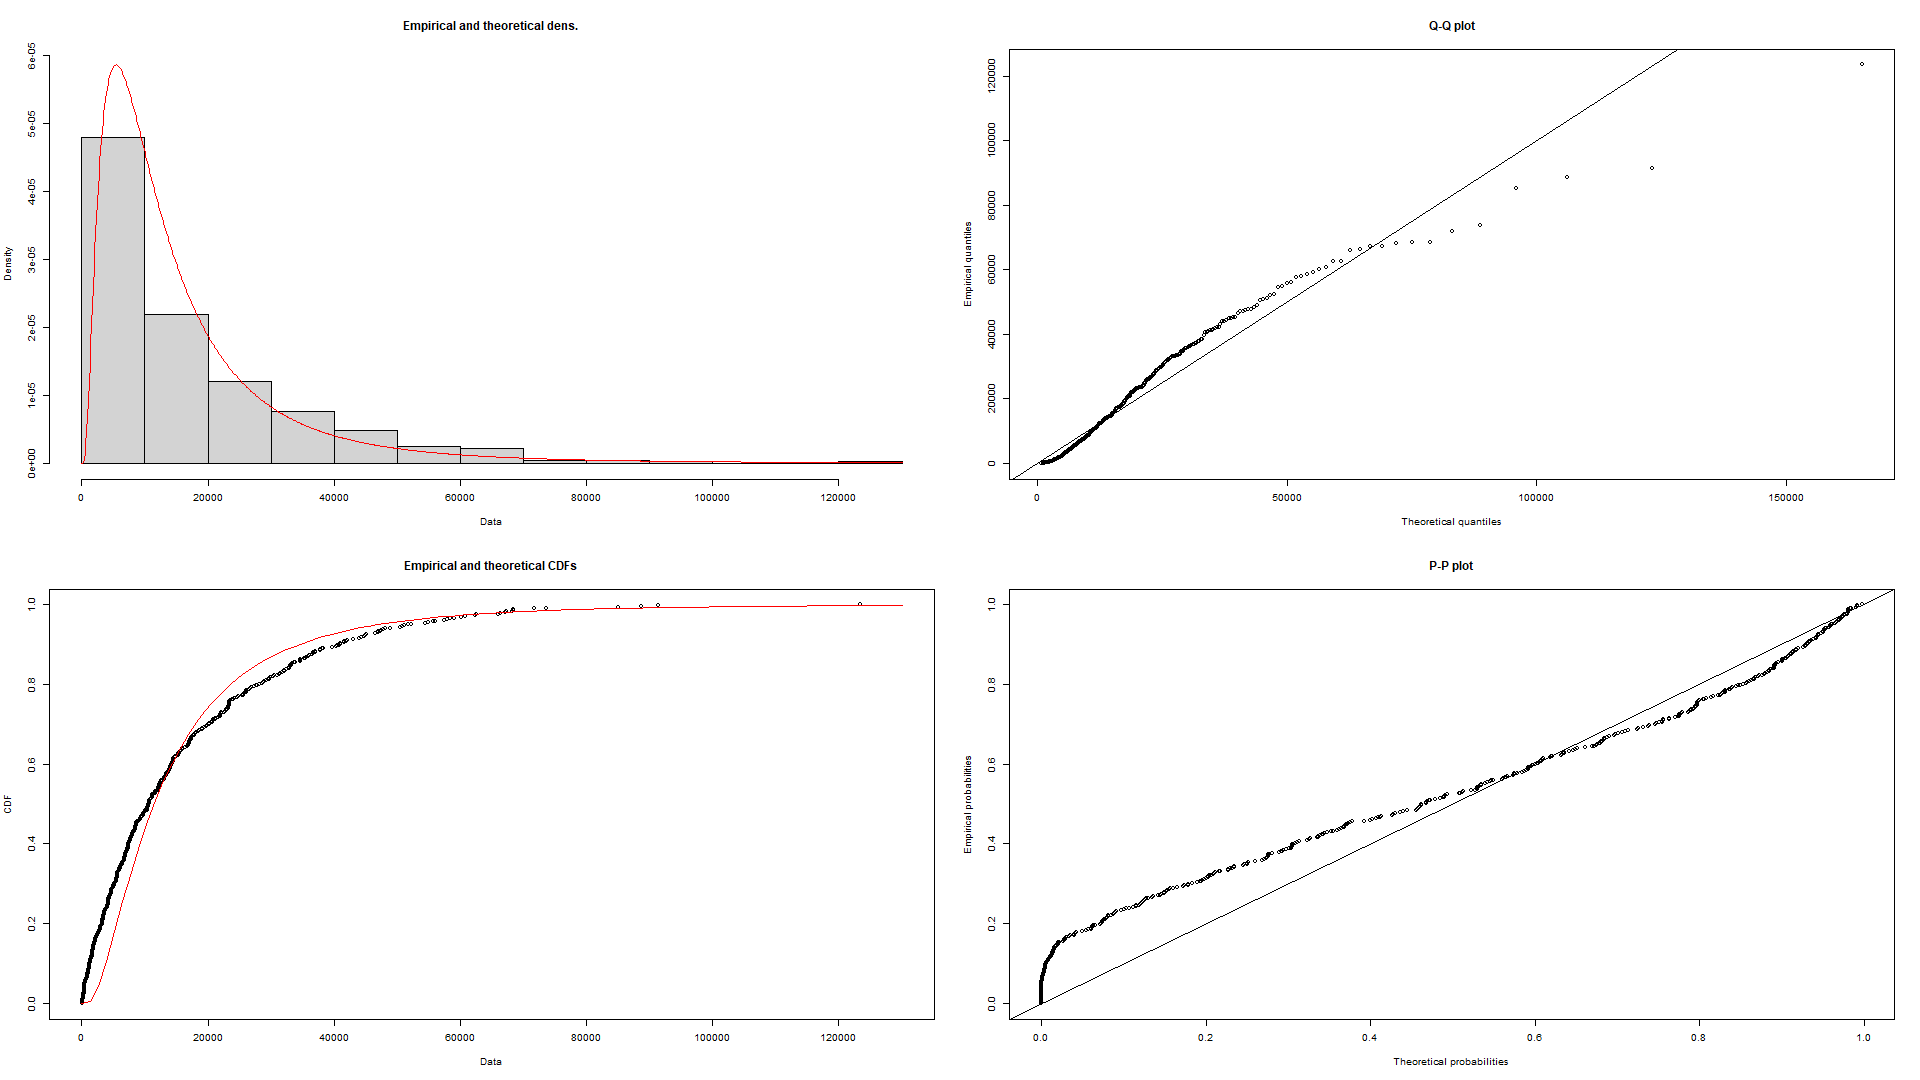 Empirical and theoretical dens.
Density
0e+00 1e-05 2e-05 3e-05 4e-05 5e-05 6e-05
0 20000 40000 60000 80000 100000 120000
Data
Q-Q plot
Empirical quantiles
0 20000 40000 60000 80000 100000 120000
0 50000 100000 150000
Theoretical quantiles
Empirical and theoretical CDFs
CDF
0.0 0.2 0.4 0.6 0.8 1.0
0 20000 40000 60000 80000 100000 120000
Data
P-P plot
Empirical probabilities
0.0 0.2 0.4 0.6 0.8 1.0
0.0 0.2 0.4 0.6 0.8 1.0
Theoretical probabilities